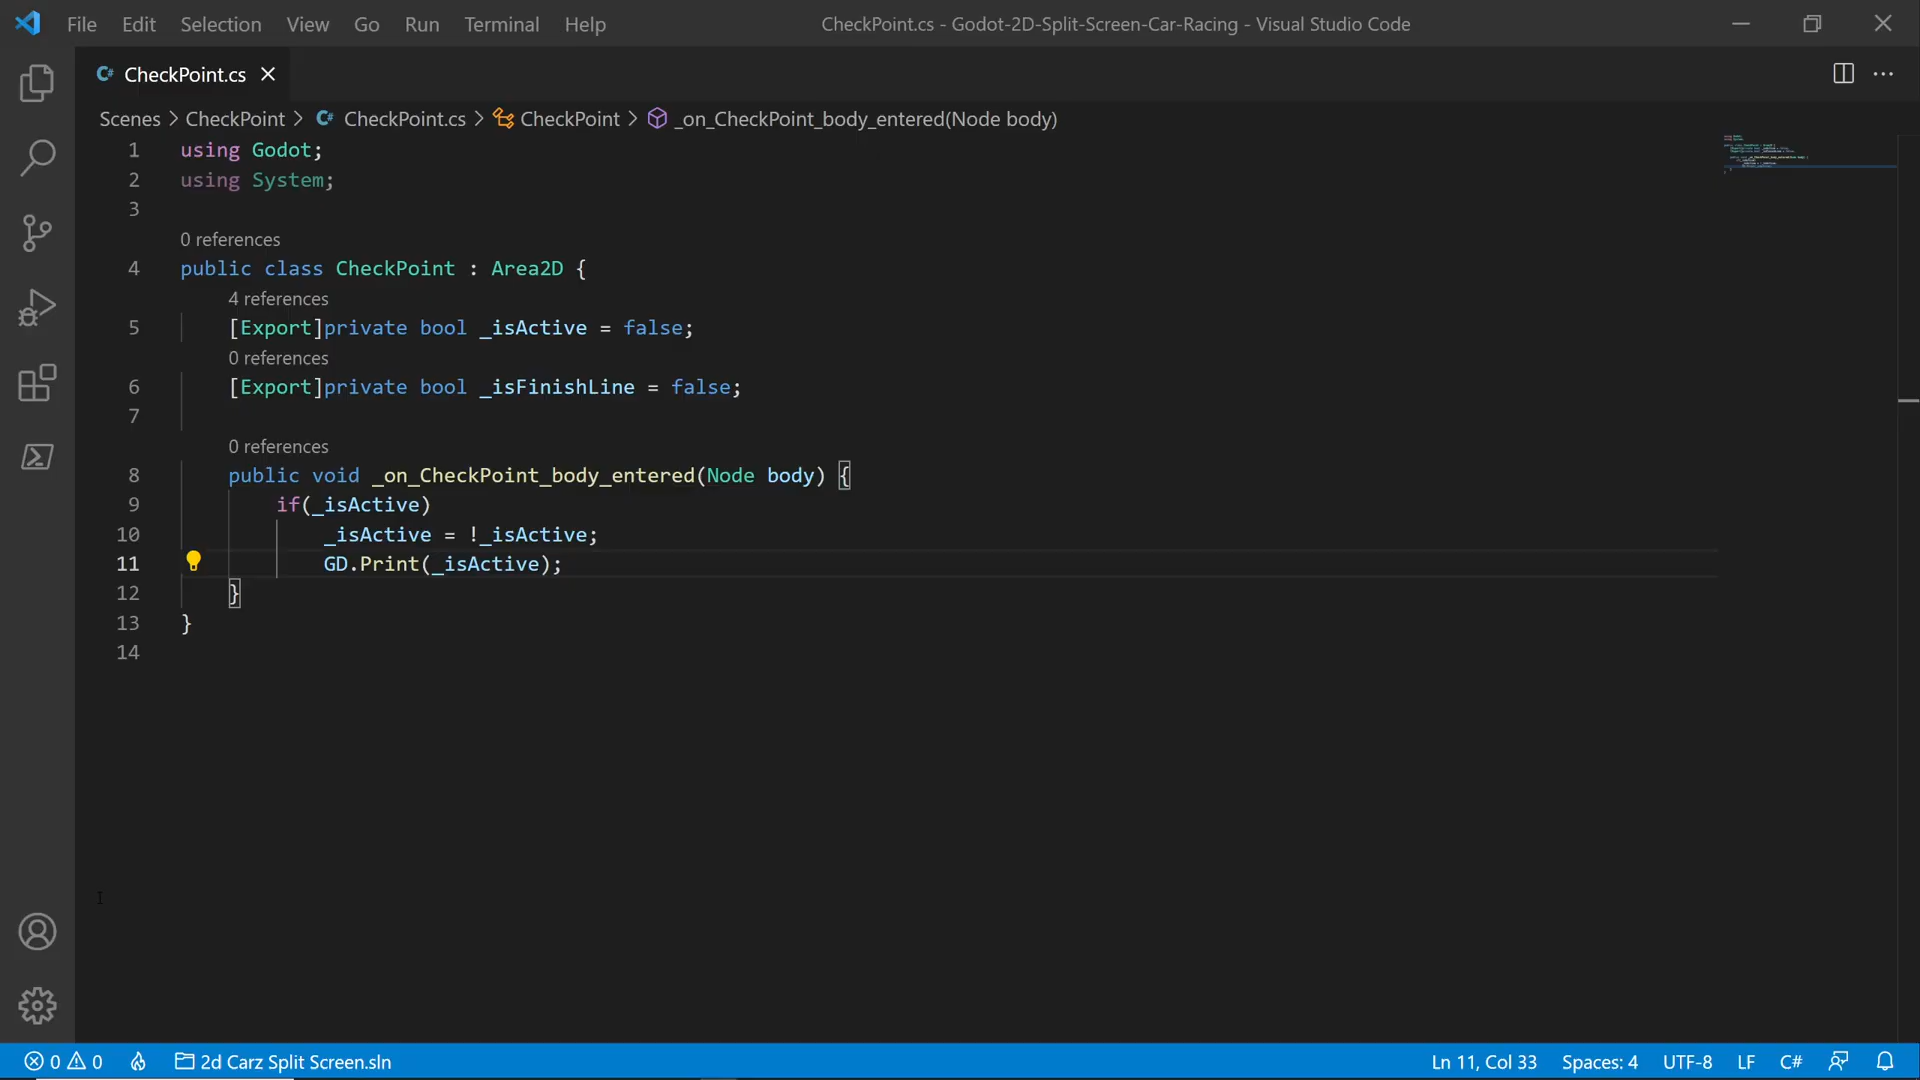 File Edit Selection View Go Run Terminal Help CheckPoint.cs - Godot-2D-Split-Screen-Car-Racing - Visual Studio Code
C# CheckPoint.cs
Scenes > CheckPoint > C# CheckPoint.cs > CheckPoint > _on_CheckPoint_body_entered(Node body)
1 using Godot;
2 using System;
3
0 references
4 public class CheckPoint : Area2D {
4 references
5 [Export]private bool _isActive = false;
0 references
6 [Export]private bool _isFinishLine = false;
7
0 references
8 public void _on_CheckPoint_body_entered(Node body) {
9 if(_isActive)
10 _isActive = !_isActive;
11 GD.Print(_isActive);
12 }
13 }
14
0 0 2d Carz Split Screen.sln Ln 11, Col 33 Spaces: 4 UTF-8 LF C#